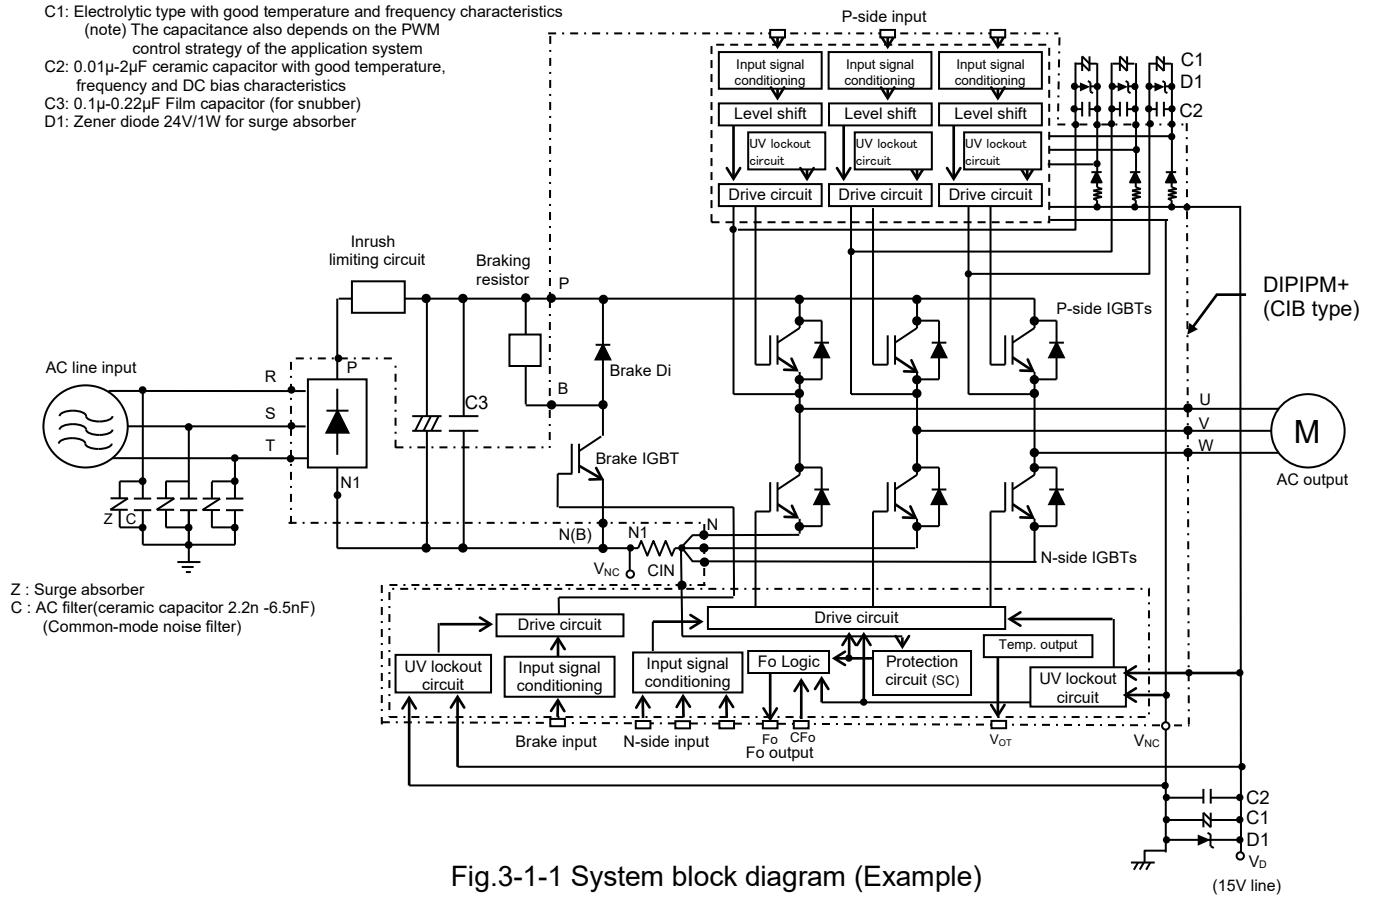 C1: Electrolytic type with good temperature and frequency characteristics
(note) The capacitance also depends on the PWM
control strategy of the application system
C2: 0.01μ-2μF ceramic capacitor with good temperature,
frequency and DC bias characteristics
C3: 0.1μ-0.22μF Film capacitor (for snubber)
D1: Zener diode 24V/1W for surge absorber
P-side input
Input signal
conditioning
Input signal
conditioning
Input signal
conditioning
Level shift
Level shift
Level shift
UV lockout
circuit
UV lockout
circuit
UV lockout
circuit
Drive circuit
Drive circuit
Drive circuit
C1
D1
C2
Inrush
limiting circuit
Braking
resistor
P
P-side IGBTs
DIPIPM+
(CIB type)
AC line input
R
S
T
P
N1
C3
B
Brake Di
Brake IGBT
U
V
W
M
AC output
Z
C
N(B)
N1
N
VNC
CIN
N-side IGBTs
Z : Surge absorber
C : AC filter(ceramic capacitor 2.2n -6.5nF)
(Common-mode noise filter)
Drive circuit
Drive circuit
UV lockout
circuit
Input signal
conditioning
Input signal
conditioning
Fo Logic
Protection
circuit (SC)
Temp. output
UV lockout
circuit
Brake input
N-side input
Fo
CFo
Fo output
VOT
VNC
C2
C1
D1
VD
(15V line)
Fig.3-1-1 System block diagram (Example)